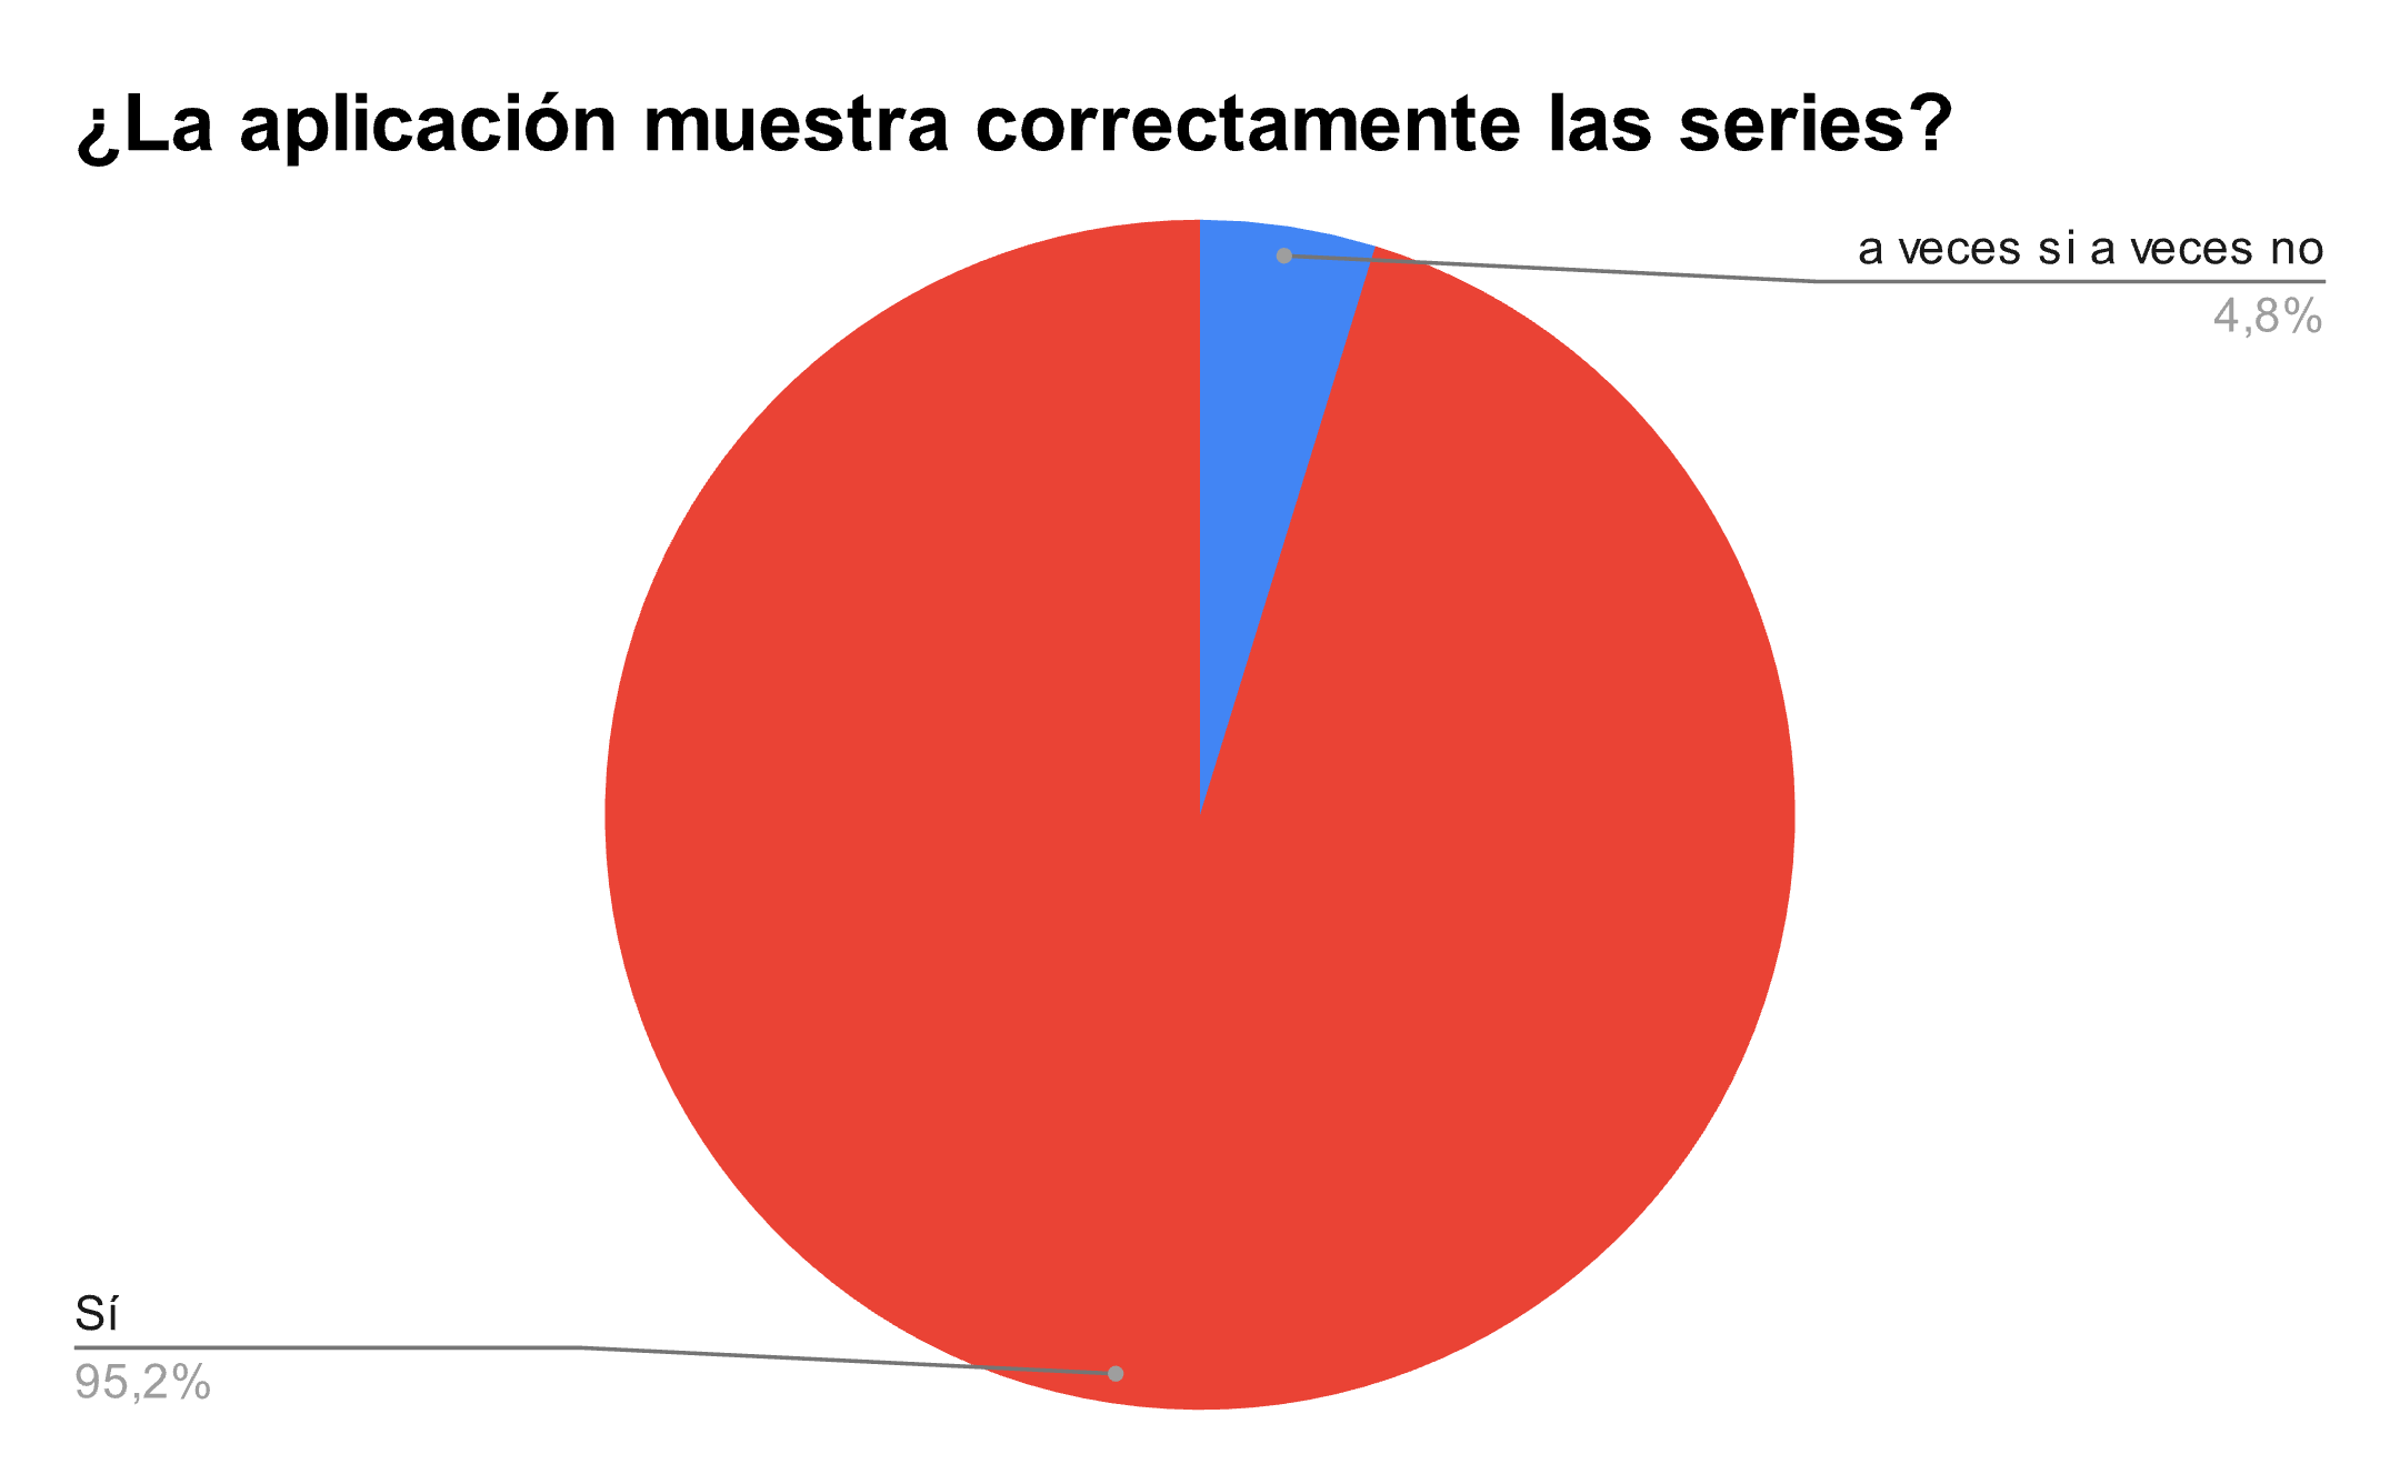 ¿La aplicación muestra correctamente las series?
a veces si a veces no
4,8%
Sí
95,2%